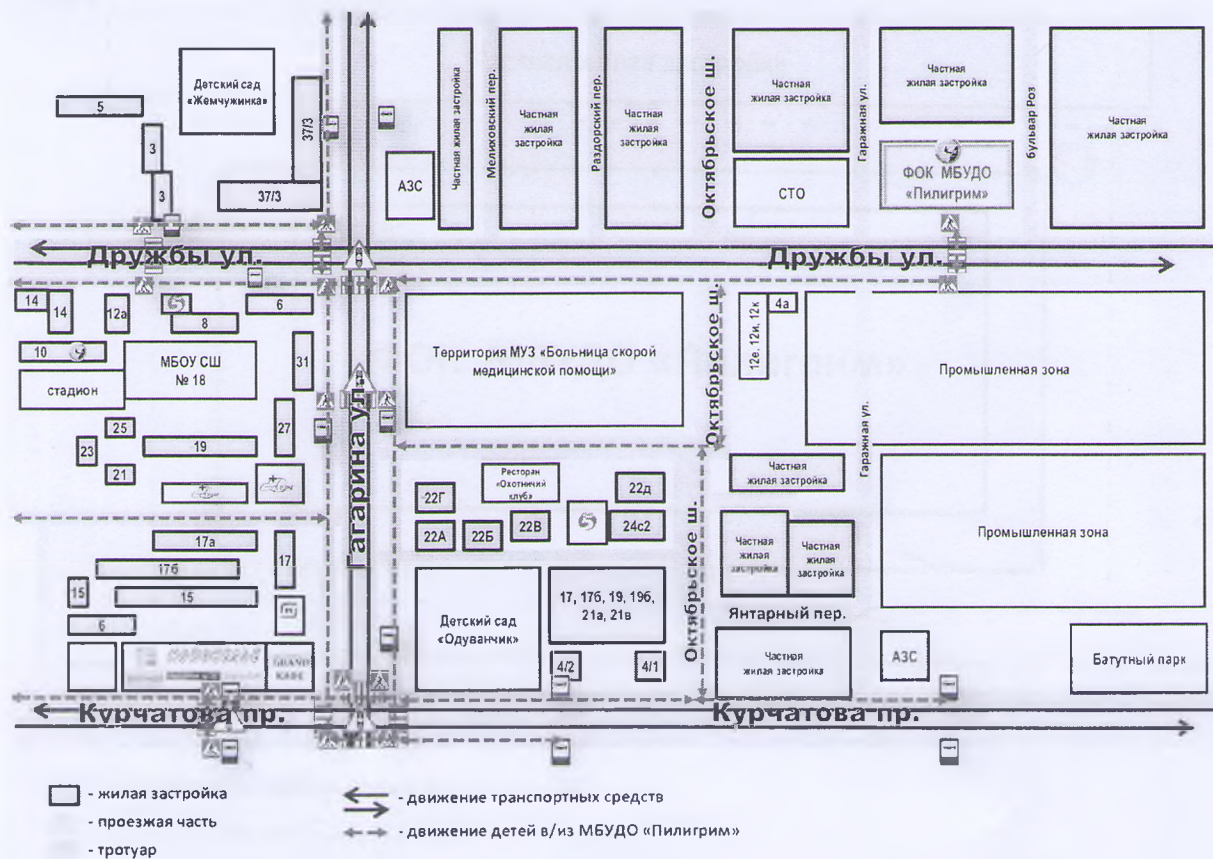 Детский сад
«Жемчужинка»
5
3
3
37/3
37/3
АЗС
Частная жилая застройка
Мелиховский пер.
Частная
жилая
застройка
Раздорский пер.
Частная
жилая
застройка
Октябрьское ш.
Частная
жилая застройка
СТО
Гаражная ул.
Частная
жилая застройка
ФОК МБУДО
«Пилигрим»
бульвар Роз
Частная
жилая застройка
Дружбы ул.
Дружбы ул.
14
14
12а
8
6
10
МБОУ СШ
№ 18
стадион
31
25
23
21
19
27
Гагарина ул.
Территория МУЗ «Больница скорой
медицинской помощи»
Октябрьское ш.
12е, 12и, 12к
4а
Гаражная ул.
Промышленная зона
17а
17б
15
15
6
17
Ресторан
«Охотничий
клуб»
22Г
22А
22Б
22В
22д
24с2
Детский
сад
«Одуванчик»
17, 17б, 19, 19б,
21а, 21в
4/2
4/1
Октябрьское ш.
Частная
жилая застройка
Частная
жилая
застройка
Частная
жилая
застройка
Янтарный пер.
Частная
жилая застройка
Промышленная зона
АЗС
Батутный парк
Курчатова пр.
Курчатова пр.
- жилая застройка
- проезжая часть
- тротуар
- движение транспортных средств
- движение детей в/из МБУДО «Пилигрим»